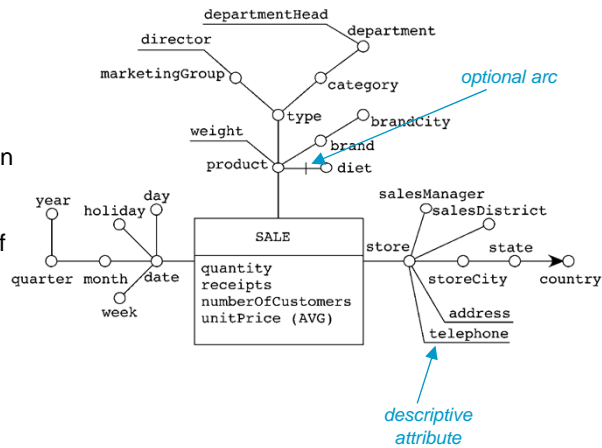 departmentHead
director
department
marketingGroup
category
optional arc
type
brandCity
weight
brand
n
product
diet
year
day
holiday
salesManager
salesDistrict
f
SALE
store
state
quarter
month
date
storeCity
country
week
quantity
receipts
numberOfCustomers
unitPrice (AVG)
address
telephone
descriptive
attribute